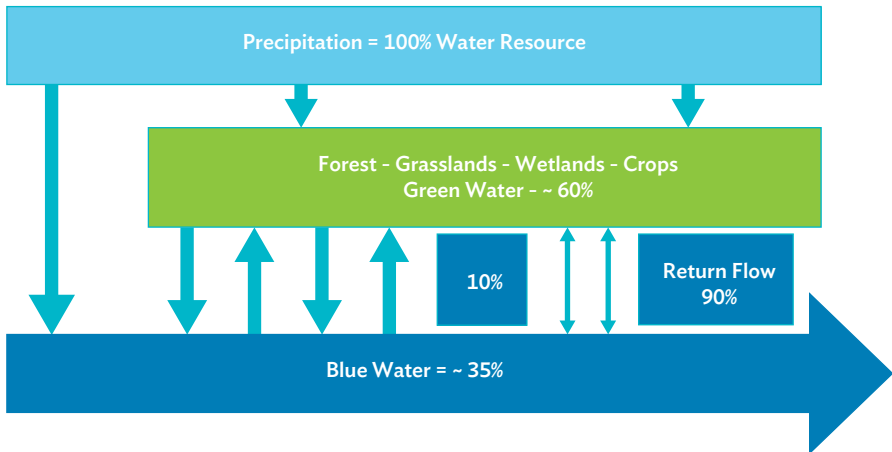 Precipitation = 100% Water Resource
Forest - Grasslands - Wetlands - Crops
Green Water - ~ 60%
10%
Return Flow
90%
Blue Water = ~ 35%